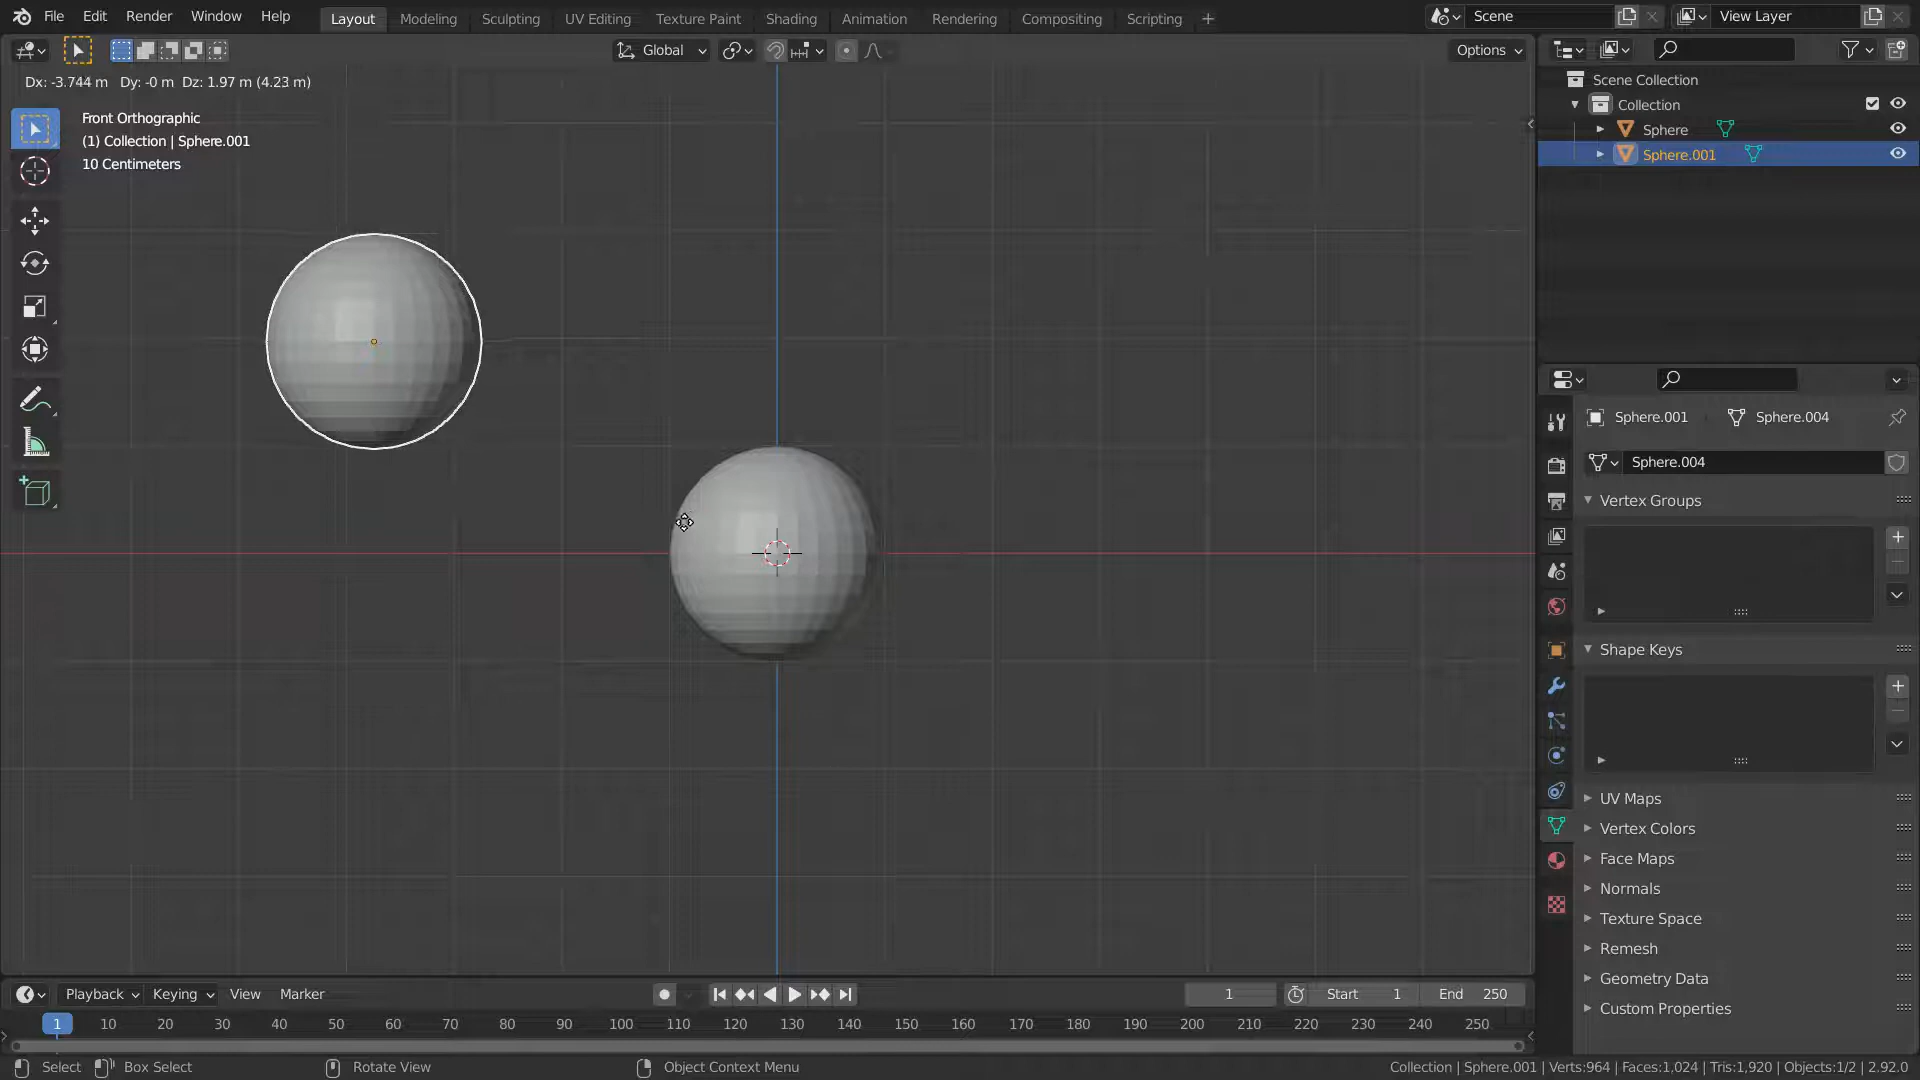 File Edit Render Window Help Layout Modeling Sculpting UV Editing Texture Paint Shading Animation Rendering Compositing Scripting + Scene View Layer
Global Options
Dx: -3.744 m Dy: -0 m Dz: 1.97 m (4.23 m)
Front Orthographic
(1) Collection | Sphere.001
10 Centimeters
Scene Collection
Collection
Sphere
Sphere.001
Sphere.001 Sphere.004
Sphere.004
Vertex Groups
Shape Keys
UV Maps
Vertex Colors
Face Maps
Normals
Texture Space
Remesh
Geometry Data
Custom Properties
Playback Keying View Marker 1 Start 1 End 250
1 10 20 30 40 50 60 70 80 90 100 110 120 130 140 150 160 170 180 190 200 210 220 230 240 250
Select Box Select Rotate View Object Context Menu Collection | Sphere.001 | Verts:964 | Faces:1,024 | Tris:1,920 | Objects:1/2 | 2.92.0